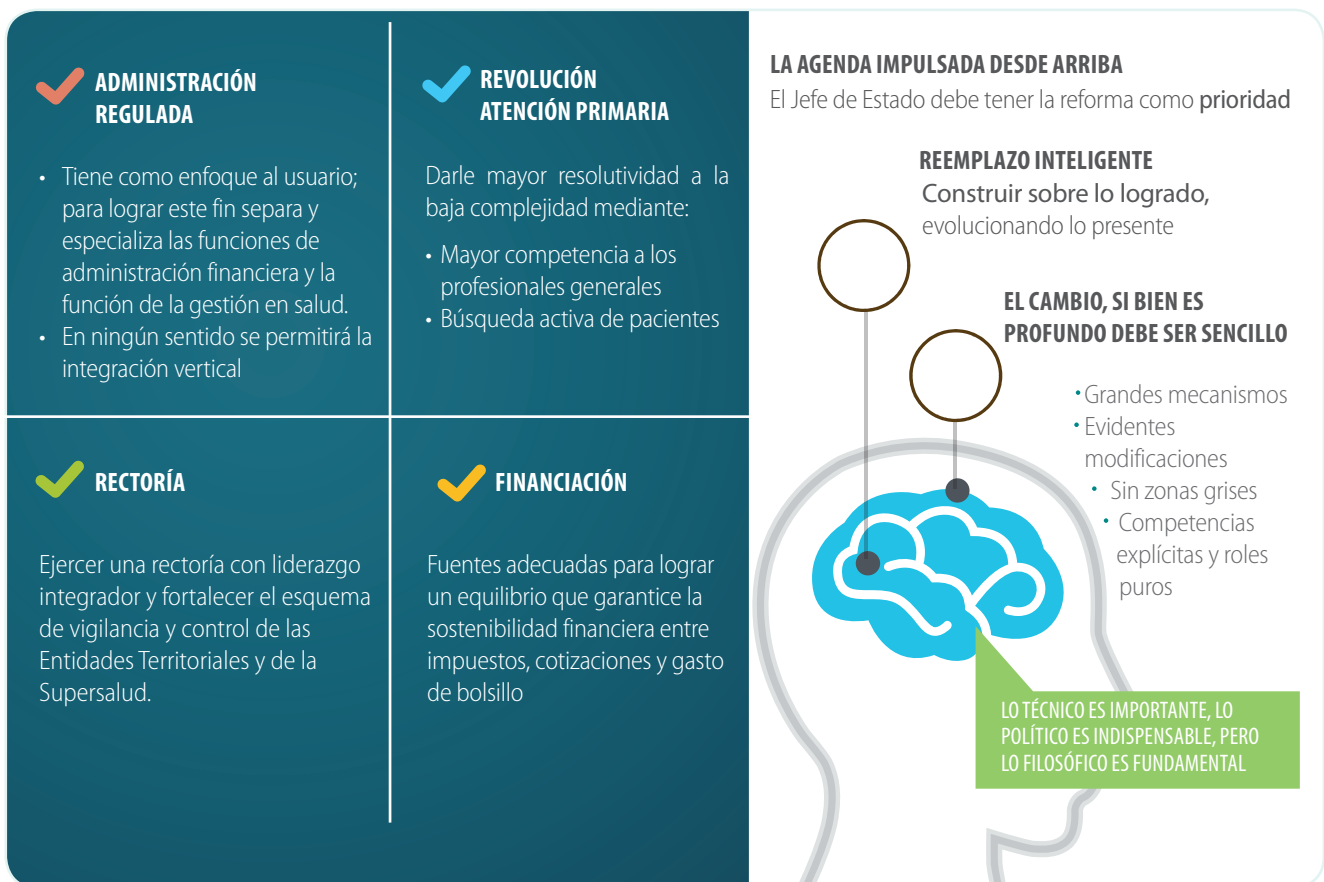 ADMINISTRACIÓN
REGULADA
• Tiene como enfoque al usuario;
para lograr este fin separa y
especializa las funciones de
administración financiera y la
función de la gestión en salud.
• En ningún sentido se permitirá la
integración vertical
REVOLUCIÓN
ATENCIÓN PRIMARIA
Darle mayor resolutividad a la
baja complejidad mediante:
• Mayor competencia a los
profesionales generales
• Búsqueda activa de pacientes
RECTORÍA
Ejercer una rectoría con liderazgo
integrador y fortalecer el esquema
de vigilancia y control de las
Entidades Territoriales y de la
Supersalud.
FINANCIACIÓN
Fuentes adecuadas para lograr
un equilibrio que garantice la
sostenibilidad financiera entre
impuestos, cotizaciones y gasto
de bolsillo
LA AGENDA IMPULSADA DESDE ARRIBA
El Jefe de Estado debe tener la reforma como prioridad
REEMPLAZO INTELIGENTE
Construir sobre lo logrado,
evolucionando lo presente
EL CAMBIO, SI BIEN ES
PROFUNDO DEBE SER SENCILLO
• Grandes mecanismos
• Evidentes
modificaciones
• Sin zonas grises
• Competencias
explícitas y roles
puros
LO TÉCNICO ES IMPORTANTE, LO
POLÍTICO ES INDISPENSABLE, PERO
LO FILOSÓFICO ES FUNDAMENTAL